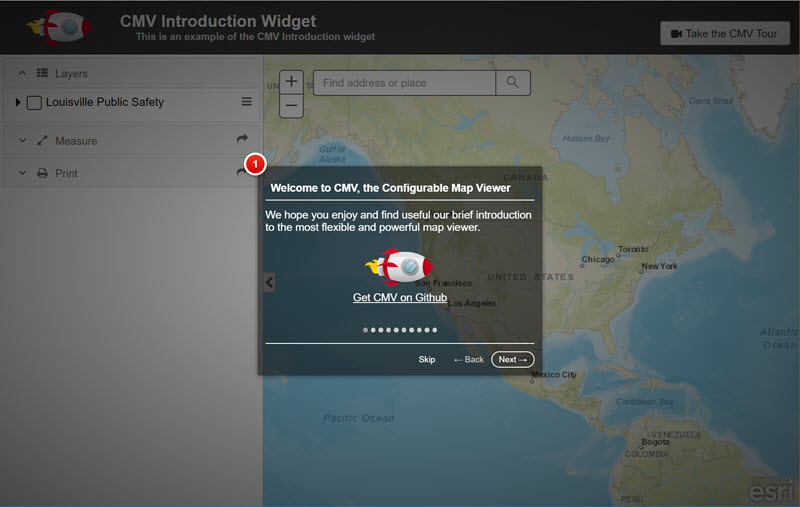 CMV Introduction Widget
This is an example of the CMV Introduction widget
Take the CMV Tour
Layers
Louisville Public Safety
Measure
Print
Find address or place
Davis Strait
Hudson Bay
Gulf of
Alaska
1
CANADA
Welcome to CMV, the Configurable Map Viewer
We hope you enjoy and find useful our brief introduction
to the most flexible and powerful map viewer.
Toronto
Chicago
New York
UNITED STATES
San Francisco
Los Angeles
Get CMV on Github
Atlantic
Ocean
Skip
← Back
Next →
Mexico City
Caribbean Sea
Pacific Ocean
VENEZUELA
Bogota
COLOMBIA
esri
PERU